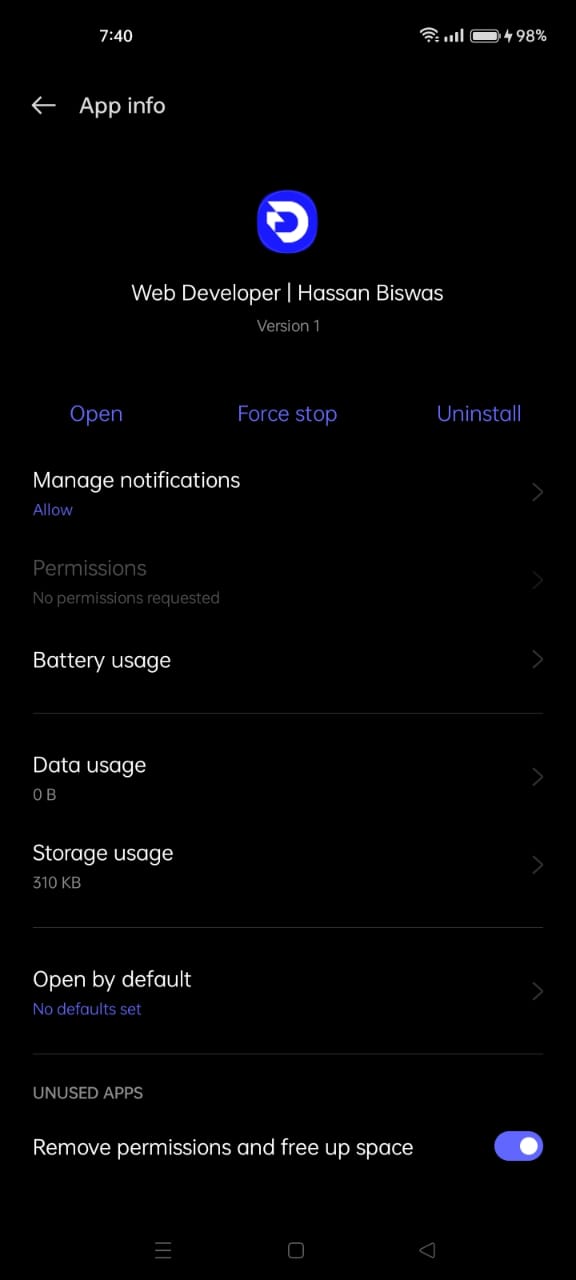 7:40
98%
App info
Web Developer | Hassan Biswas
Version 1
Open
Force stop
Uninstall
Manage notifications
Allow
Permissions
No permissions requested
Battery usage
Data usage
0 B
Storage usage
310 KB
Open by default
No defaults set
UNUSED APPS
Remove permissions and free up space